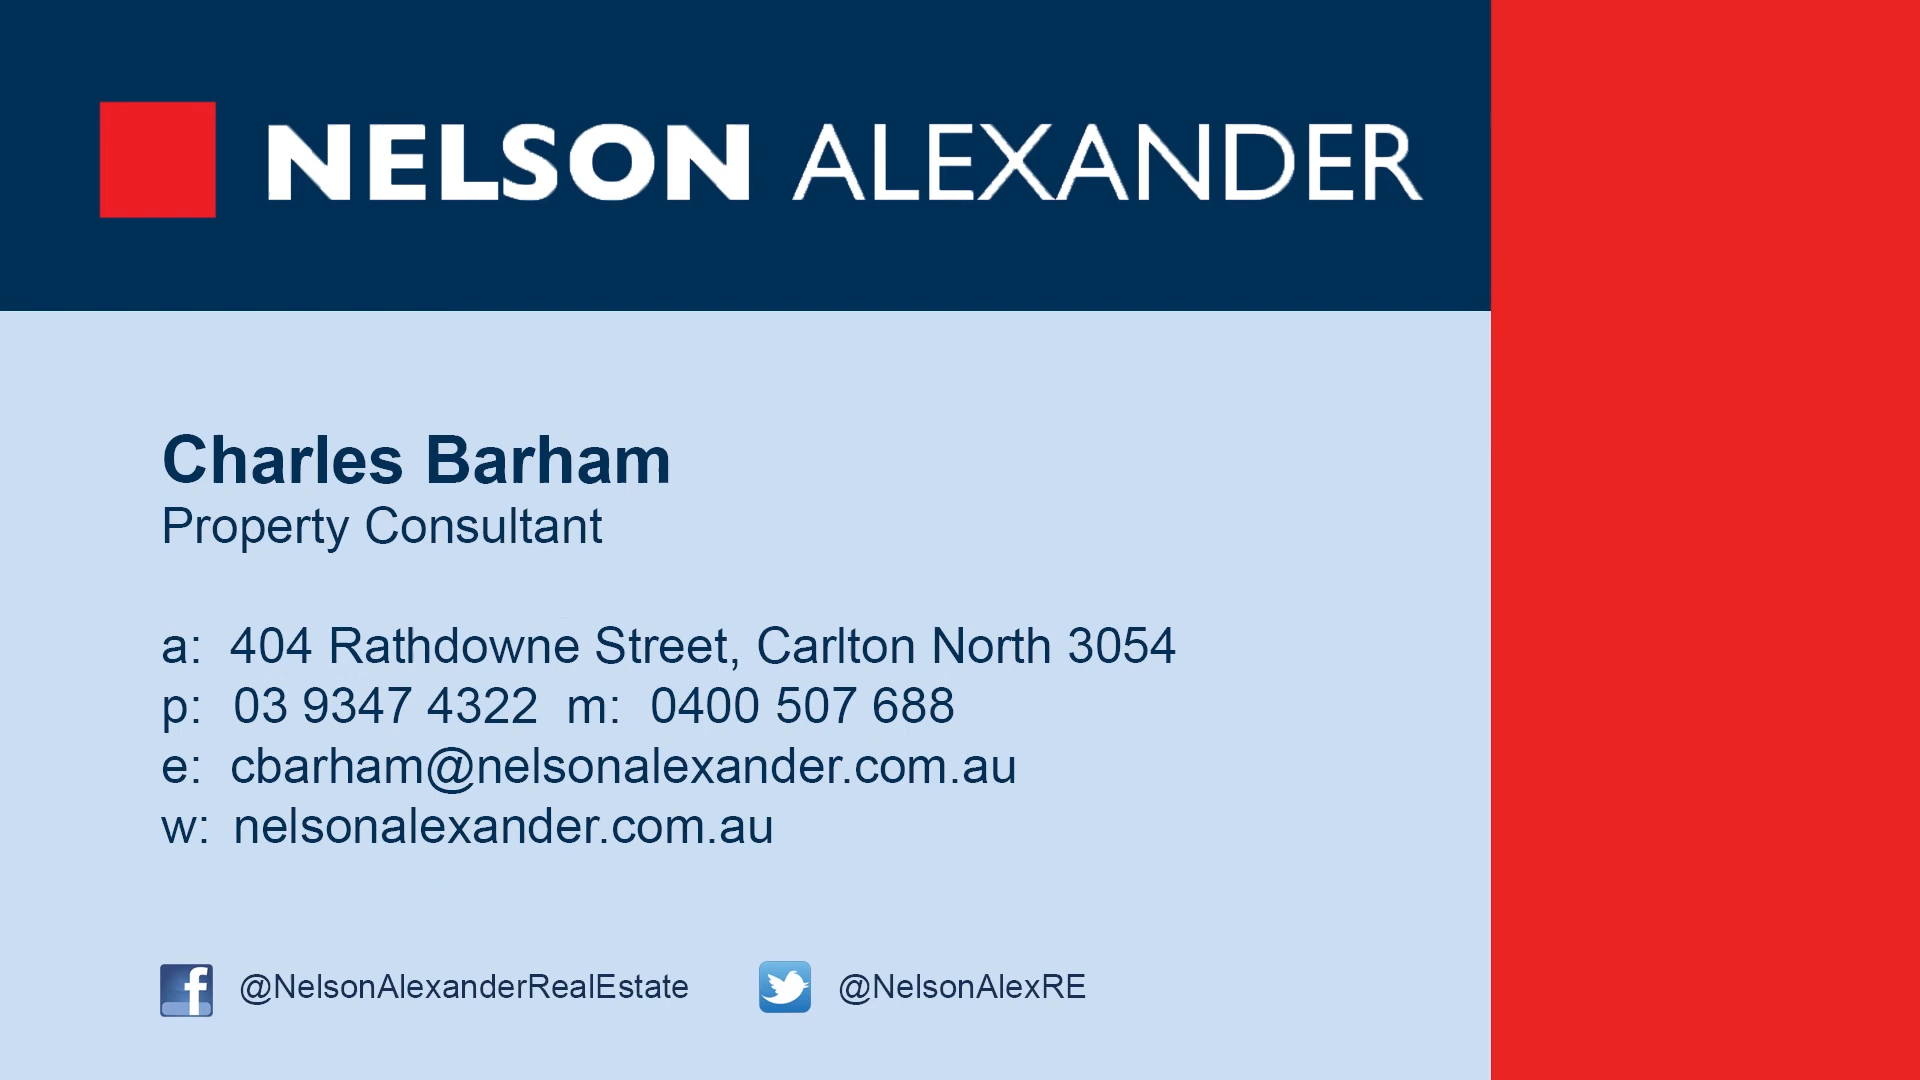 NELSON ALEXANDER
Charles Barham
Property Consultant
a: 404 Rathdowne Street, Carlton North 3054
p: 03 9347 4322 m: 0400 507 688
e: cbarham@nelsonalexander.com.au
w: nelsonalexander.com.au
f @NelsonAlexanderRealEstate @NelsonAlexRE